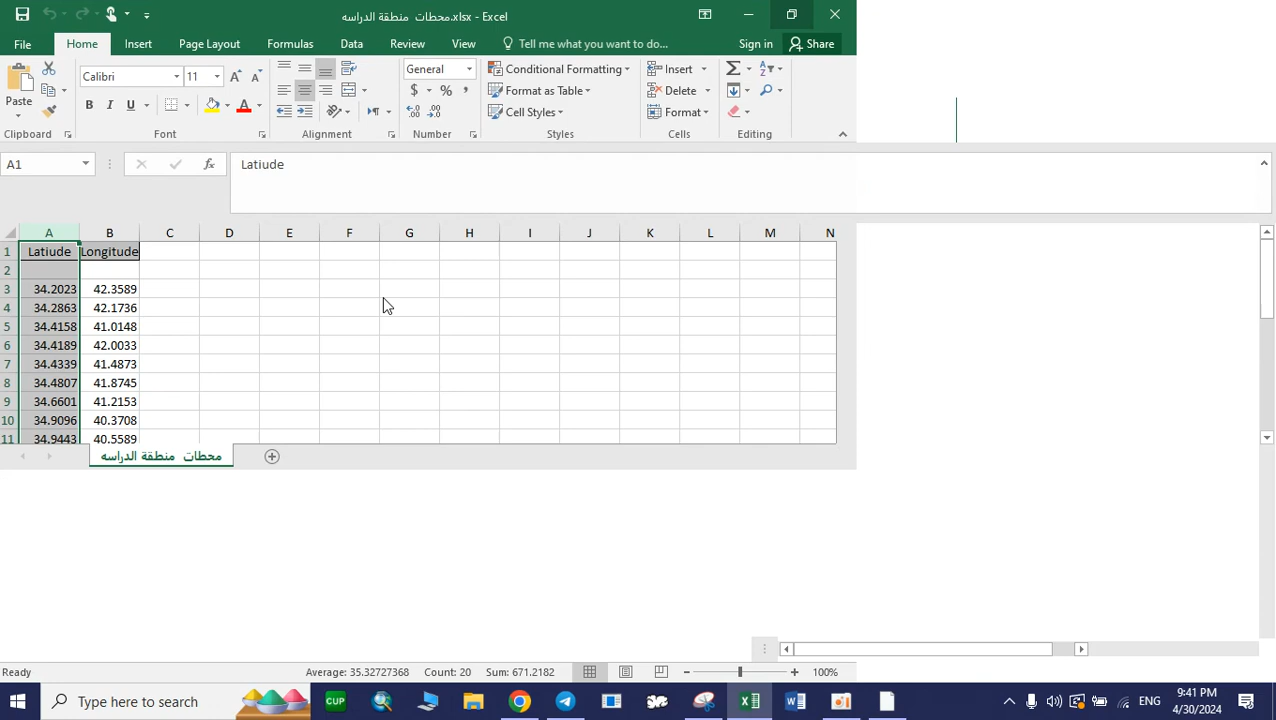 محطات  منطقة الدراسه.xlsx - Excel
File Home Insert Page Layout Formulas Data Review View Tell me what you want to do... Sign in Share
Calibri 11 General Conditional Formatting Insert
Paste B I U $ % , Format as Table Delete
Cell Styles Format
Clipboard Font Alignment Number Styles Cells Editing
A1 fx Latiude
A B C D E F G H I J K L M N
1 Latiude Longitude
2
3 34.2023 42.3589
4 34.2863 42.1736
5 34.4158 41.0148
6 34.4189 42.0033
7 34.4339 41.4873
8 34.4807 41.8745
9 34.6601 41.2153
10 34.9096 40.3708
11 34.9443 40.5589
محطات  منطقة الدراسه
Ready Average: 35.32727368 Count: 20 Sum: 671.2182 100%
Type here to search CUP ENG 9:41 PM
4/30/2024